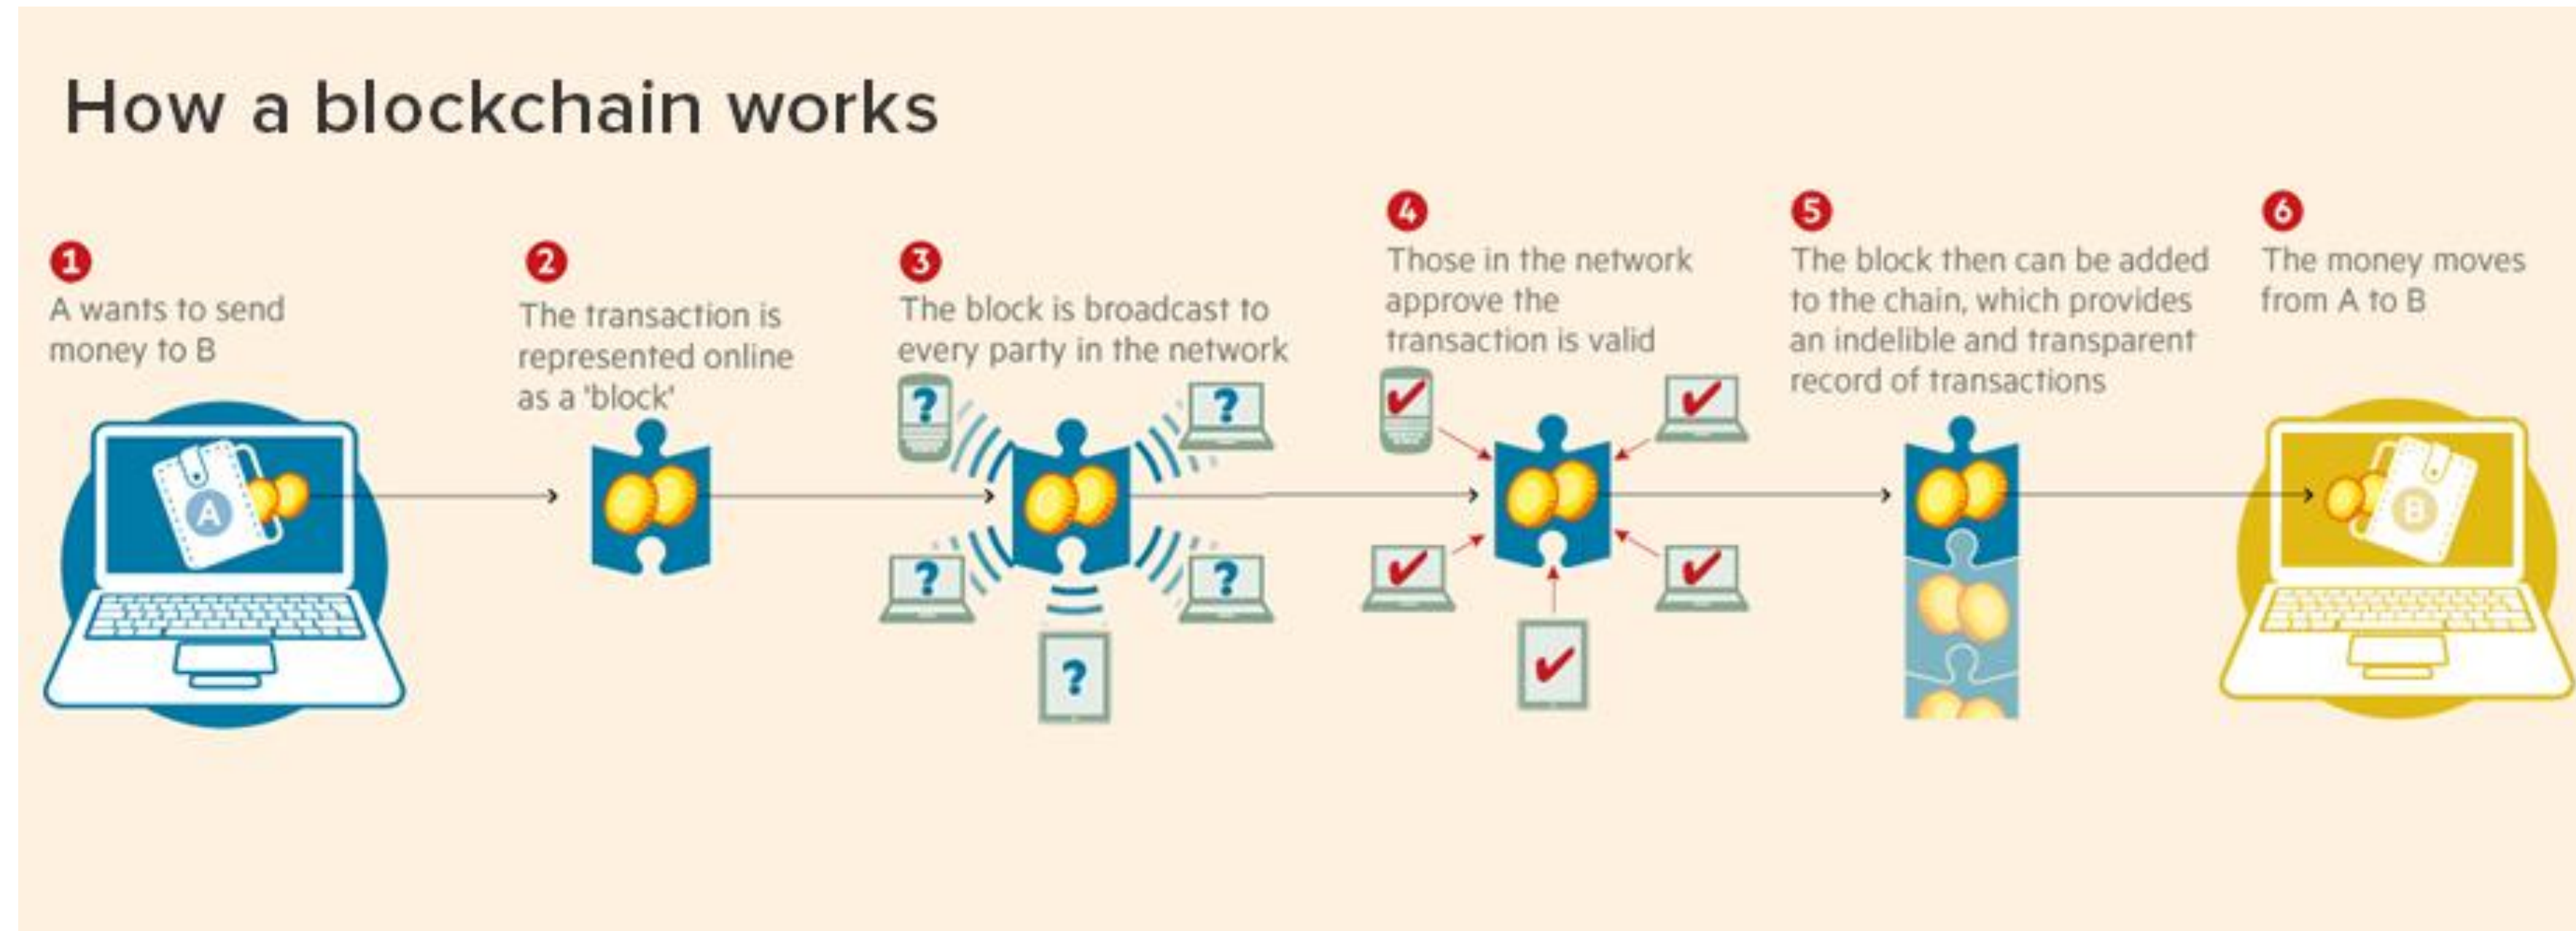 How a blockchain works
1
A wants to send
money to B
A
2
The transaction is
represented online
as a 'block'
3
The block is broadcast to
every party in the network
?
?
?
?
?
4
Those in the network
approve the
transaction is valid
5
The block then can be added
to the chain, which provides
an indelible and transparent
record of transactions
6
The money moves
from A to B
B